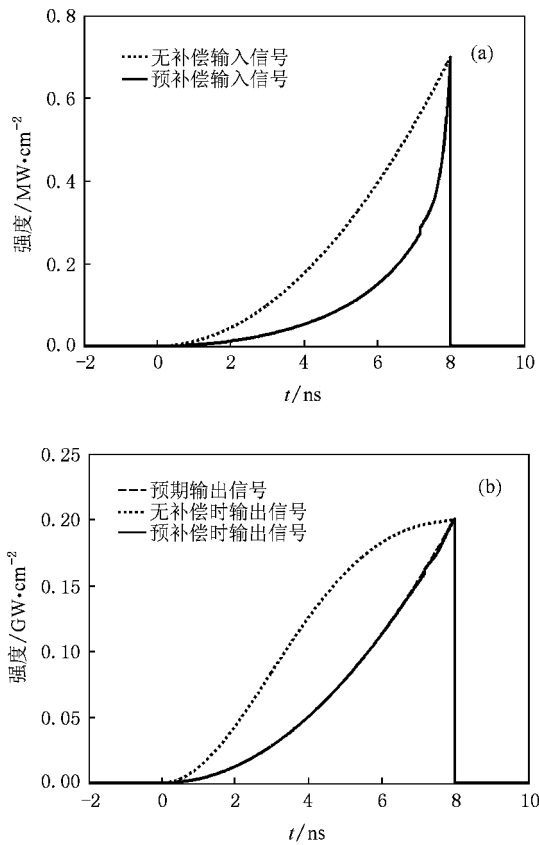 0.8
(a)
无补偿输入信号
预补偿输入信号
0.6
0.4
0.2
0.0
强度/MW·cm⁻²
-2 0 2 4 6 8 10
t/ns
0.25
(b)
预期输出信号
无补偿时输出信号
预补偿时输出信号
0.20
0.15
0.10
0.05
0.00
强度/GW·cm⁻²
-2 0 2 4 6 8 10
t/ns